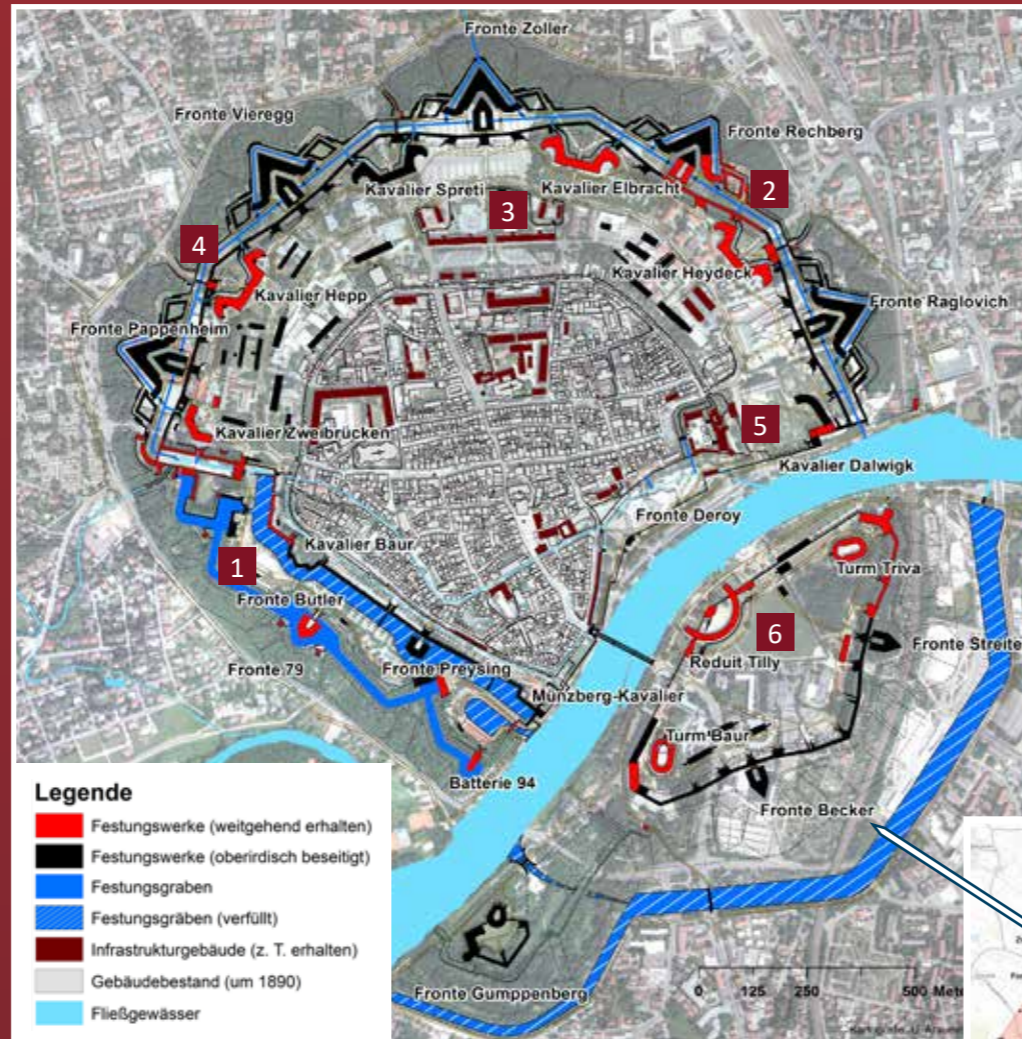 Fronte Zoller
Fronte Vieregg
Fronte Rechberg
Kavalier Spreti
Kavalier Elbracht
2
3
4
Kavalier Heydeck
Kavalier Hepp
Fronte Raglovich
Fronte Pappenheim
5
Kavalier Zweibrücken
Kavalier Dalwigk
Fronte Deroy
Kavalier Baur
1
Turm Triva
Fronte Butler
6
Fronte Streite
Fronte 79
Fronte Preysing
Reduit Tilly
Münzberg-Kavalier
Turm Baur
Batterie 94
Fronte Becker
Legende
Festungswerke (weitgehend erhalten)
Festungswerke (oberirdisch beseitigt)
Festungsgraben
Festungsgräben (verfüllt)
Infrastrukturgebäude (z. T. erhalten)
Gebäudebestand (um 1890)
Fließgewässer
Fronte Gumppenberg
0 125 250 500 Mete